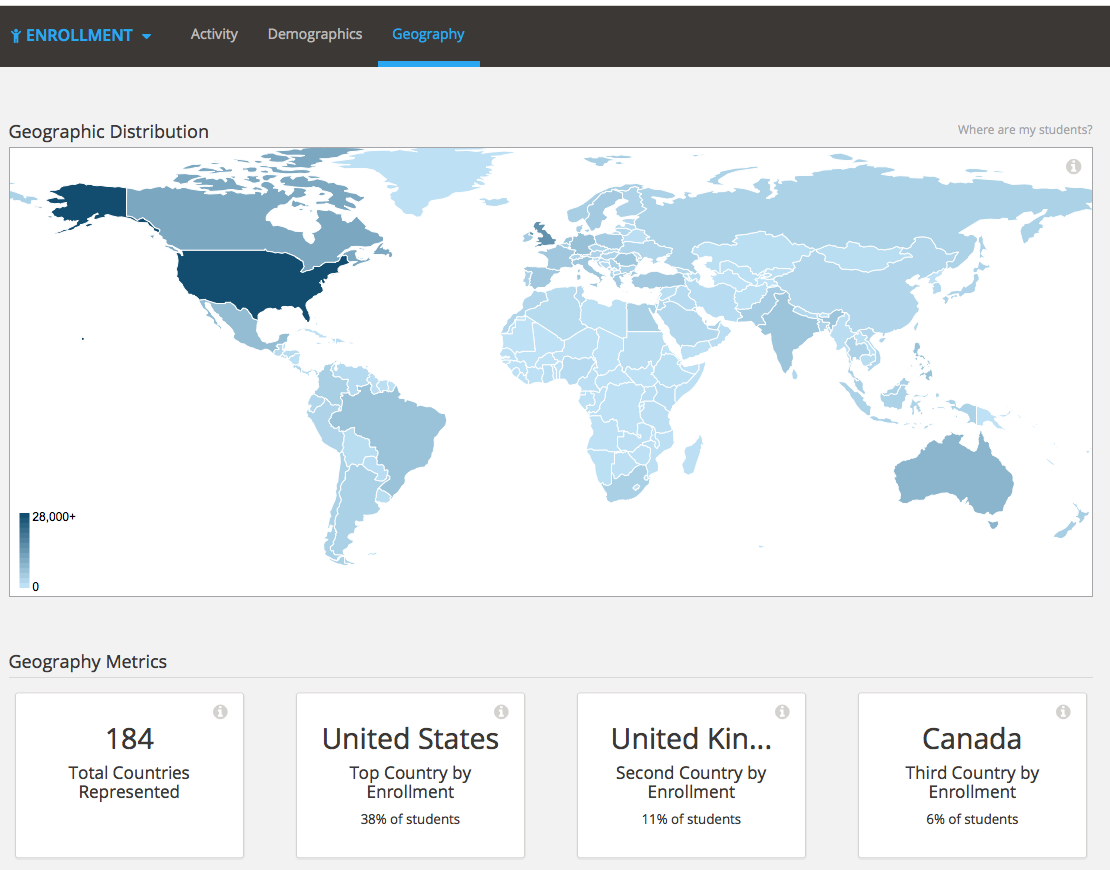 ENROLLMENT
Activity
Demographics
Geography
Geographic Distribution
Where are my students?
28,000+
0
Geography Metrics
184
Total Countries
Represented
United States
Top Country by
Enrollment
38% of students
United Kin...
Second Country by
Enrollment
11% of students
Canada
Third Country by
Enrollment
6% of students